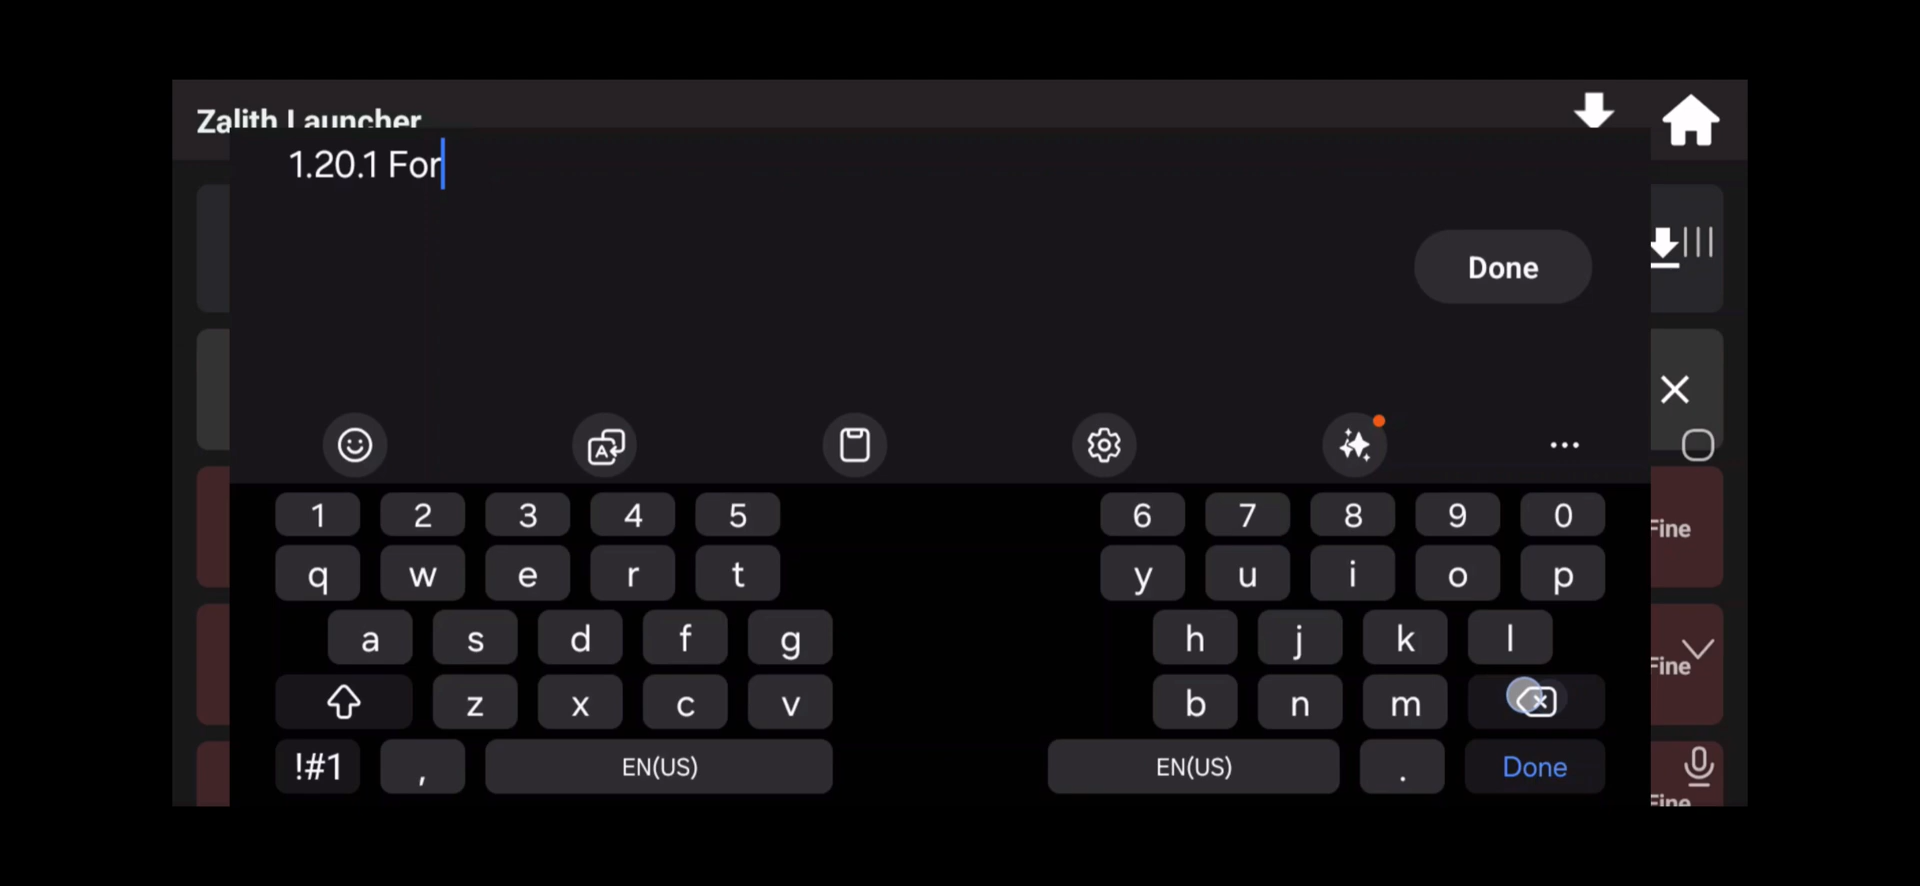 Zalith Launcher
1.20.1 For
Done
1 2 3 4 5 6 7 8 9 0
Fine
q w e r t y u i o p
a s d f g h j k l
Fine
z x c v b n m
!#1 , EN(US) EN(US) . Done
Fine